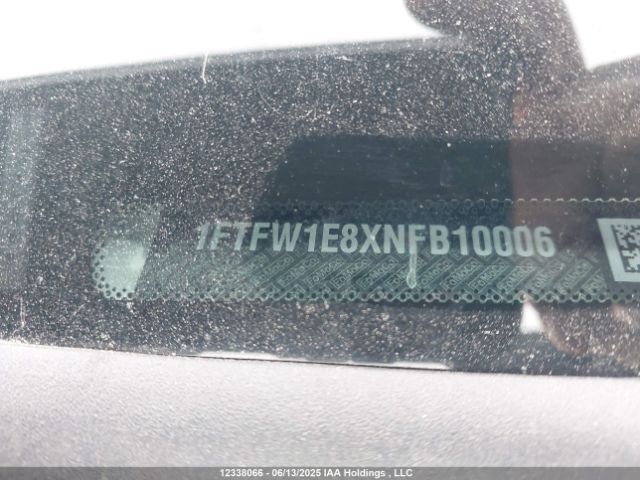 1FTFW1E8XNFB10006
12338066 - 06/13/2025 IAA Holdings , LLC